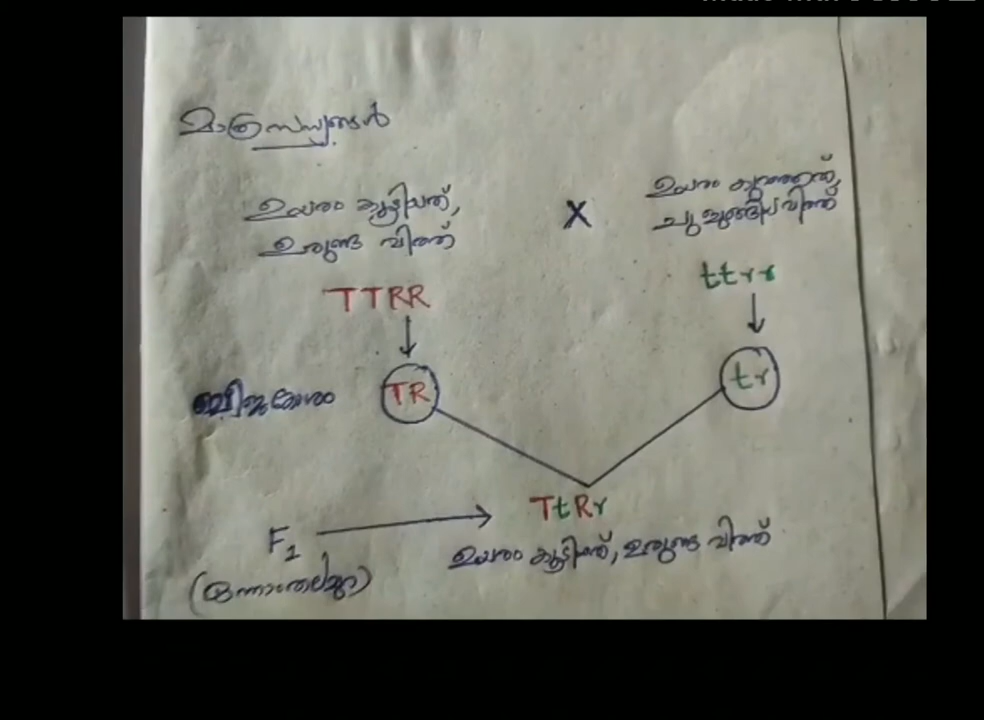 മാതൃസസ്യങ്ങൾ
ഉയരം കൂടിയത്,
ഉരുണ്ട വിത്ത്
X
ഉയരം കുറഞ്ഞത്,
ചുളുങ്ങിയ വിത്ത്
TTRR
ttrr
ബീജകോശം
TR
tr
TtRr
F1
ഉയരം കൂടിയത്, ഉരുണ്ട വിത്ത്
(ഒന്നാംതലമുറ)